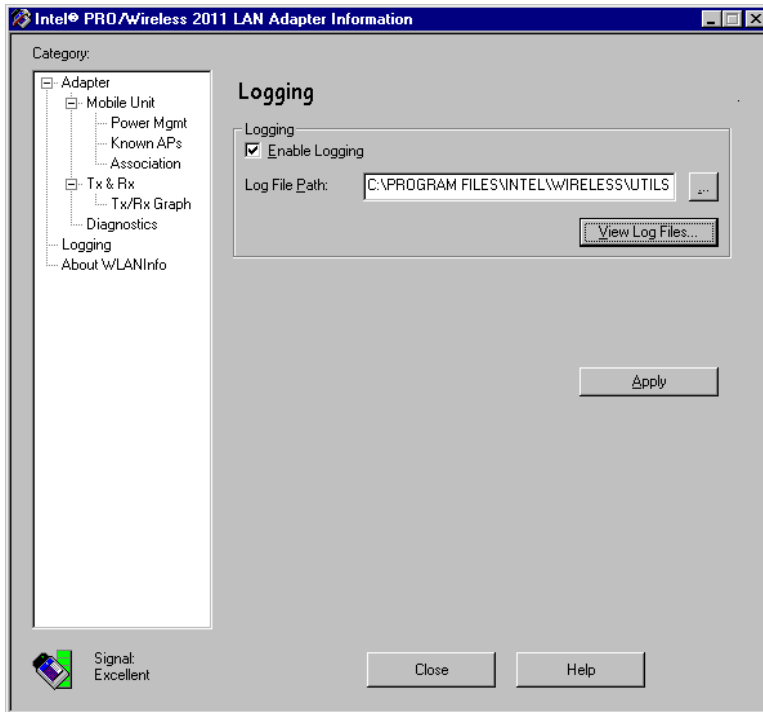 Intel® PRO/Wireless 2011 LAN Adapter Information
Category:
Adapter
Mobile Unit
Power Mgmt
Known APs
Association
Tx & Rx
Tx/Rx Graph
Diagnostics
Logging
About WLANInfo
Logging
Logging
Enable Logging
Log File Path:
C:\PROGRAM FILES\INTEL\WIRELESS\UTILS
...
View Log Files...
Apply
Signal:
Excellent
Close
Help